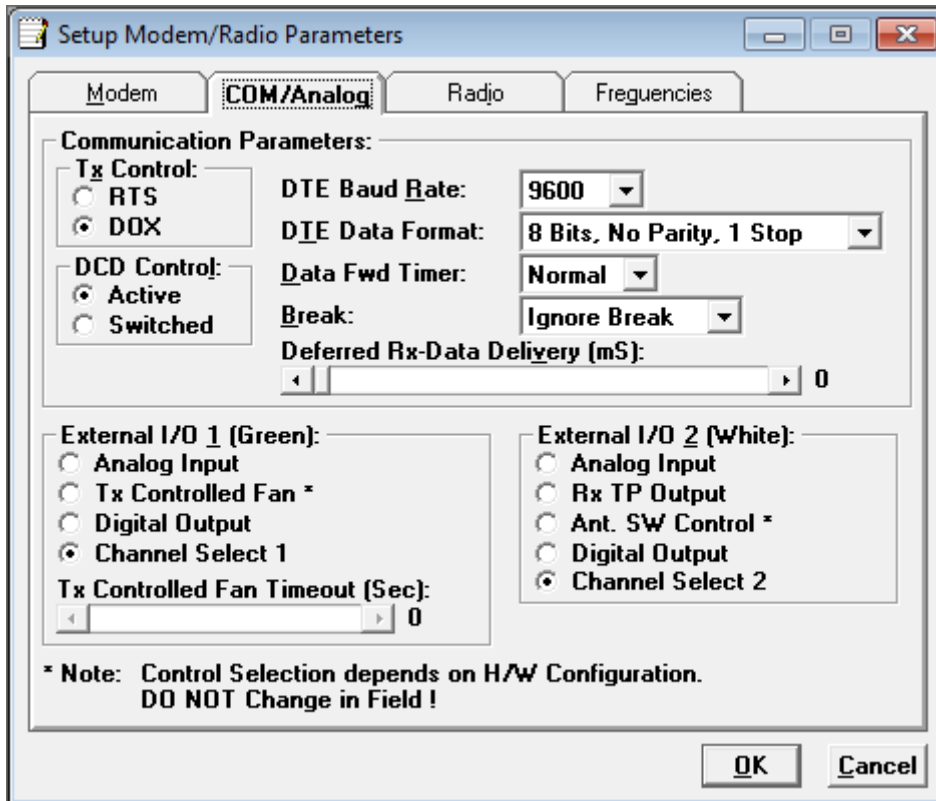 Setup Modem/Radio Parameters
Modem
COM/Analog
Radio
Freguencies
Communication Parameters:
Tx Control:
RTS
DOX
DCD Control:
Active
Switched
DTE Baud Rate: 9600
DTE Data Format: 8 Bits, No Parity, 1 Stop
Data Fwd Timer: Normal
Break: Ignore Break
Deferred Rx-Data Delivery (mS):
0
External I/O 1 (Green):
Analog Input
Tx Controlled Fan *
Digital Output
Channel Select 1
Tx Controlled Fan Timeout (Sec):
0
External I/O 2 (White):
Analog Input
Rx TP Output
Ant. SW Control *
Digital Output
Channel Select 2
* Note: Control Selection depends on H/W Configuration.
DO NOT Change in Field !
OK
Cancel